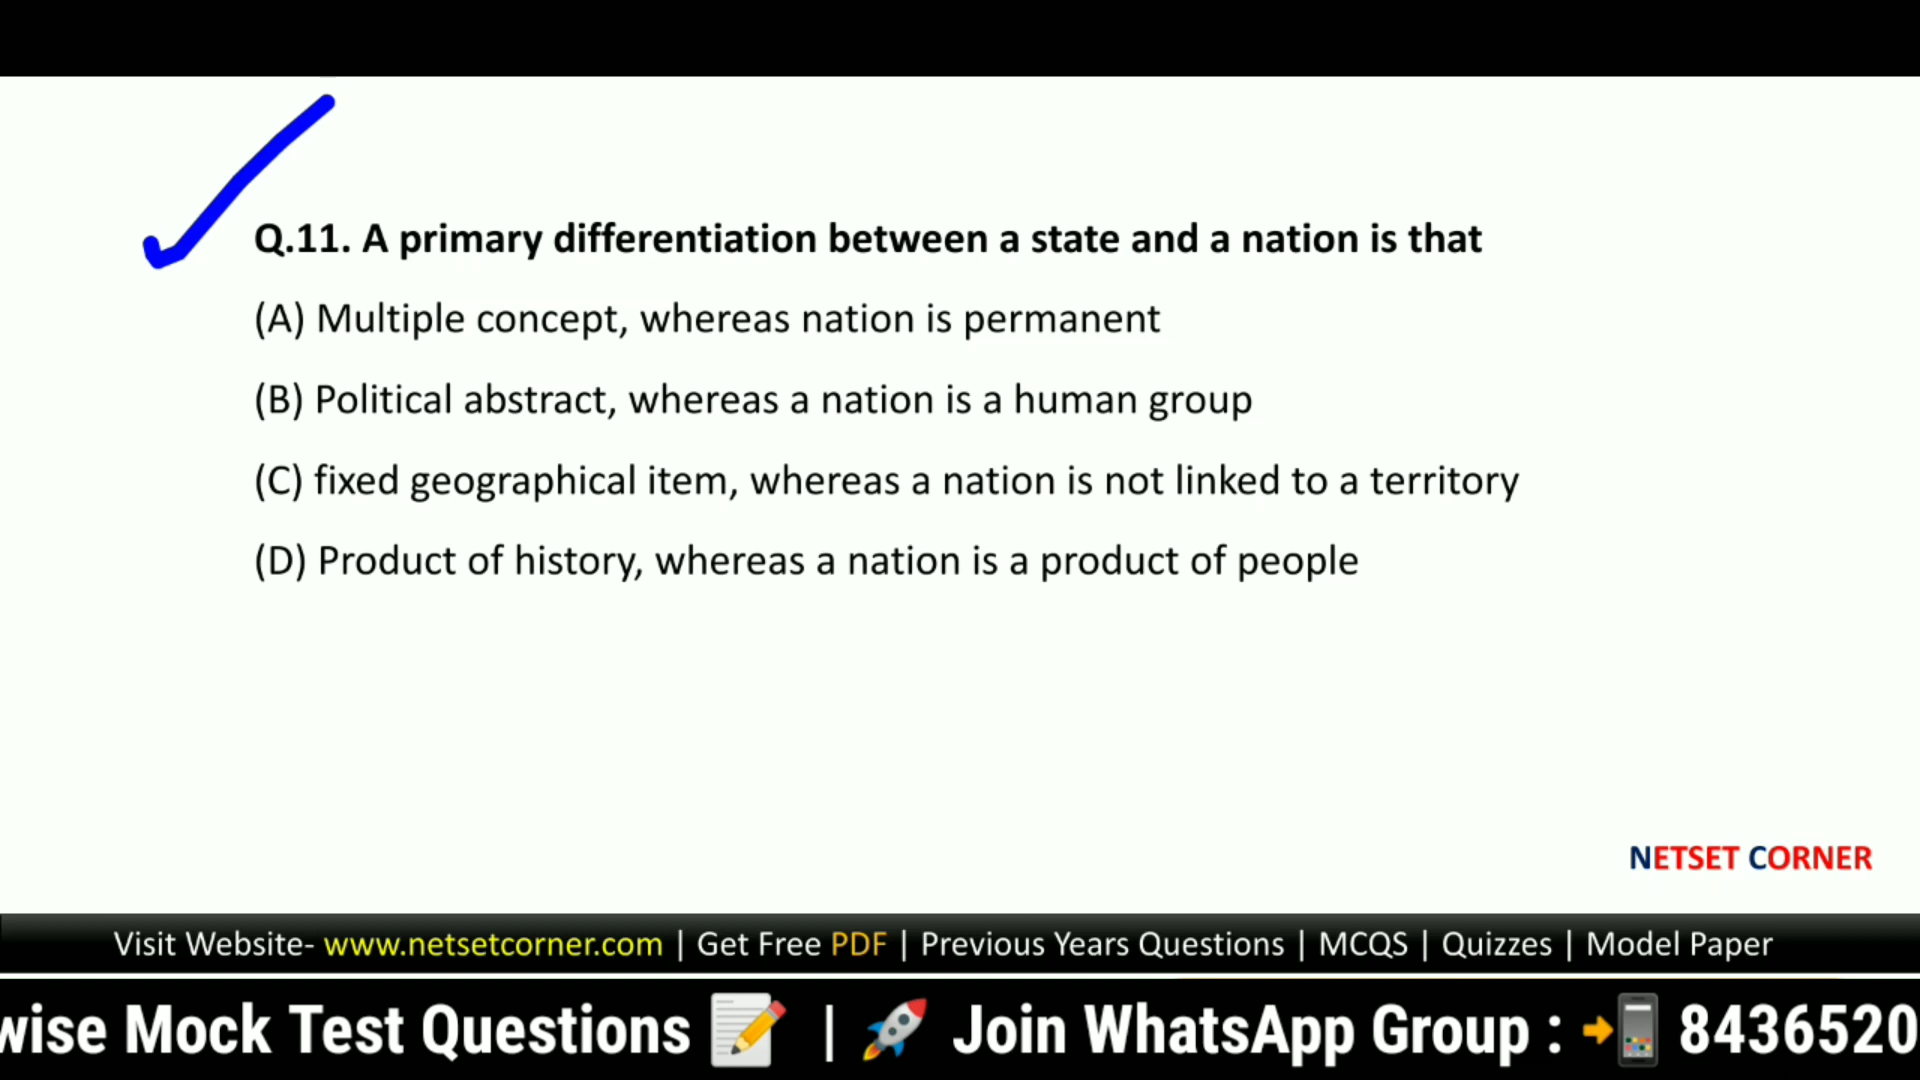 Q.11. A primary differentiation between a state and a nation is that
(A) Multiple concept, whereas nation is permanent
(B) Political abstract, whereas a nation is a human group
(C) fixed geographical item, whereas a nation is not linked to a territory
(D) Product of history, whereas a nation is a product of people
NETSET CORNER
Visit Website- www.netsetcorner.com | Get Free PDF | Previous Years Questions | MCQS | Quizzes | Model Paper
wise Mock Test Questions 📝 | 🚀 Join WhatsApp Group : ➜📱 8436520